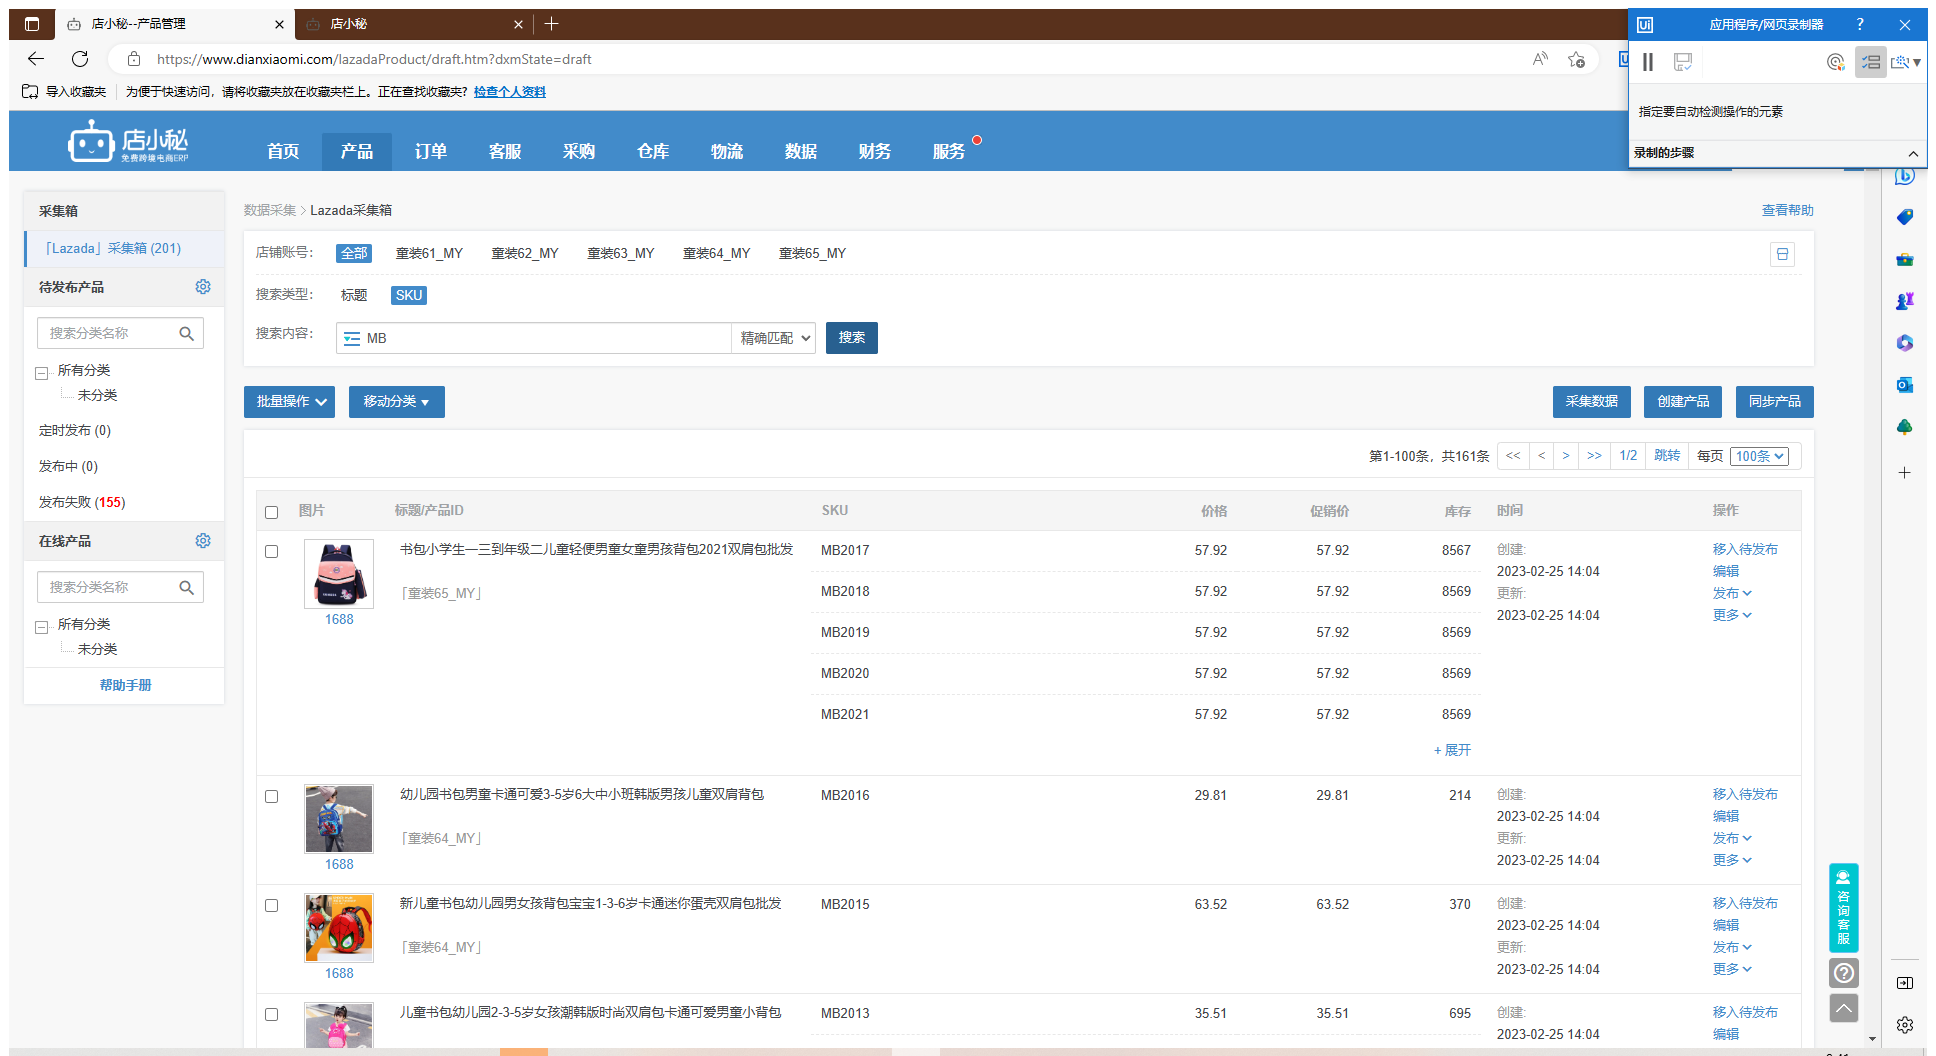 店小秘--产品管理
店小秘
应用程序/网页录制器
https://www.dianxiaomi.com/lazadaProduct/draft.htm?dxmState=draft
导入收藏夹
为便于快速访问，请将收藏夹放在收藏夹栏上。正在查找收藏夹? 检查个人资料
指定要自动检测操作的元素
录制的步骤
店小秘
免费跨境电商ERP
首页 产品 订单 客服 采购 仓库 物流 数据 财务 服务
采集箱
「Lazada」采集箱 (201)
待发布产品
搜索分类名称
所有分类
未分类
定时发布 (0)
发布中 (0)
发布失败 (155)
在线产品
搜索分类名称
所有分类
未分类
帮助手册
数据采集 > Lazada采集箱
查看帮助
店铺账号: 全部 童装61_MY 童装62_MY 童装63_MY 童装64_MY 童装65_MY
搜索类型: 标题 SKU
搜索内容: MB 精确匹配 搜索
批量操作 移动分类
采集数据 创建产品 同步产品
第1-100条，共161条 << < > >> 1/2 跳转 每页 100条
图片 标题/产品ID SKU 价格 促销价 库存 时间 操作
书包小学生一三到年级二儿童轻便男童女童男孩背包2021双肩包批发
「童装65_MY」
1688
MB2017 57.92 57.92 8567
MB2018 57.92 57.92 8569
MB2019 57.92 57.92 8569
MB2020 57.92 57.92 8569
MB2021 57.92 57.92 8569
+ 展开
创建:
2023-02-25 14:04
更新:
2023-02-25 14:04
移入待发布
编辑
发布
更多
幼儿园书包男童卡通可爱3-5岁6大中小班韩版男孩儿童双肩背包
「童装64_MY」
1688
MB2016 29.81 29.81 214
创建:
2023-02-25 14:04
更新:
2023-02-25 14:04
移入待发布
编辑
发布
更多
新儿童书包幼儿园男女孩背包宝宝1-3-6岁卡通迷你蛋壳双肩包批发
「童装64_MY」
1688
MB2015 63.52 63.52 370
创建:
2023-02-25 14:04
更新:
2023-02-25 14:04
移入待发布
编辑
发布
更多
儿童书包幼儿园2-3-5岁女孩潮韩版时尚双肩包卡通可爱男童小背包
MB2013 35.51 35.51 695
创建:
2023-02-25 14:04
移入待发布
编辑
咨询客服